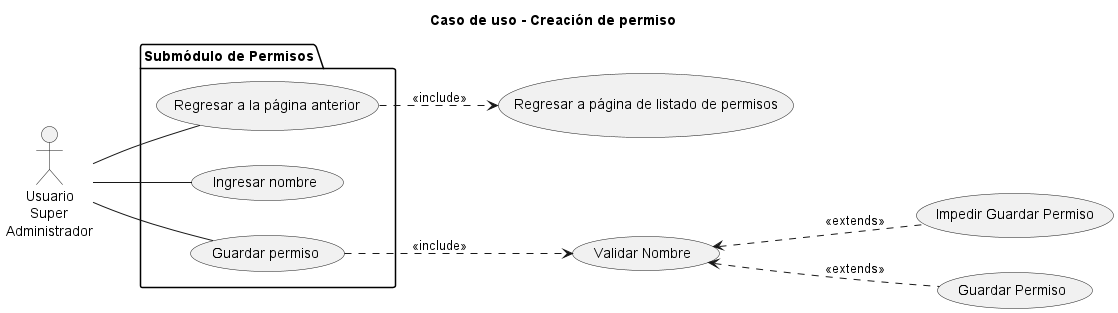 Caso de uso - Creación de permiso
Submódulo de Permisos
Regresar a la página anterior
«include»
Regresar a página de listado de permisos
Usuario
Super
Administrador
Ingresar nombre
Guardar permiso
«include»
Validar Nombre
«extends»
Impedir Guardar Permiso
«extends»
Guardar Permiso